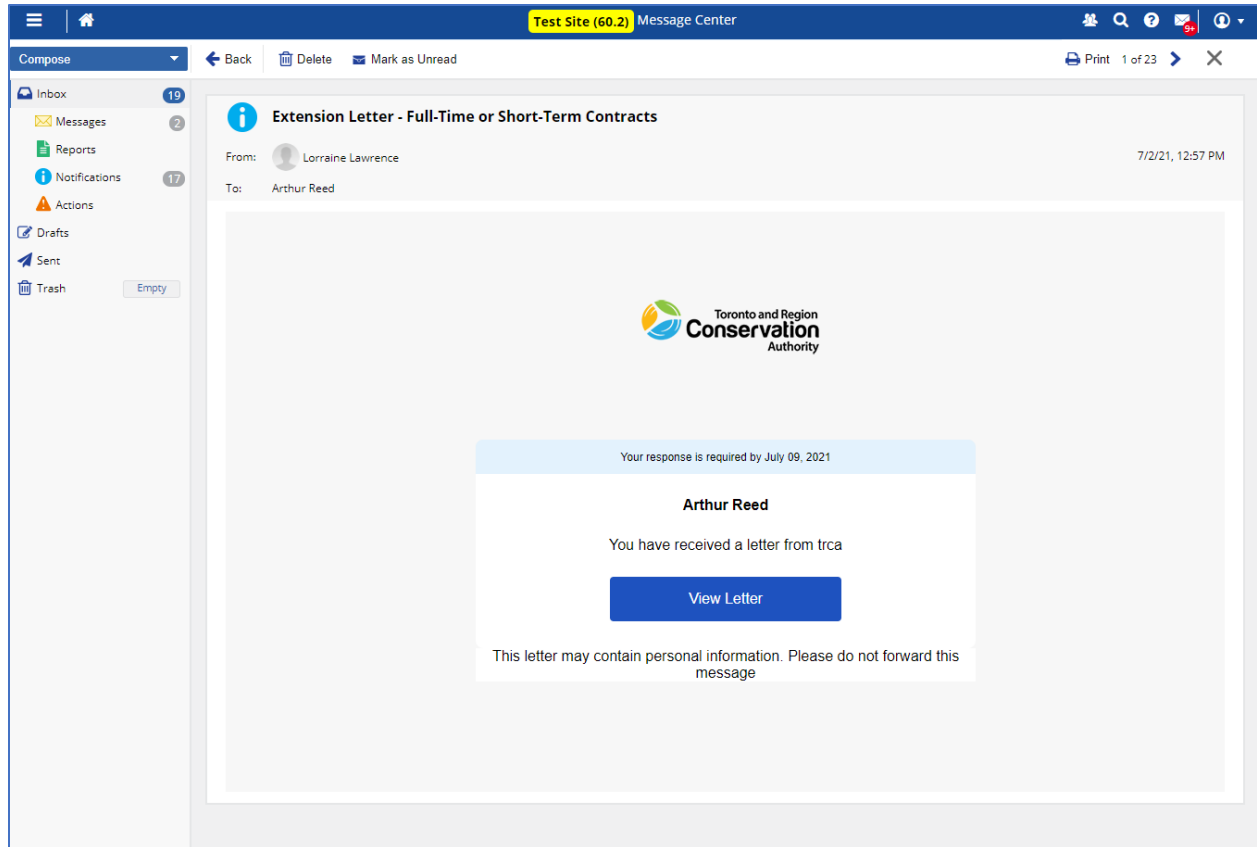 Test Site (60.2) Message Center
9+
Compose
Back Delete Mark as Unread Print 1 of 23
Inbox 19
Messages 2
Reports
Notifications 17
Actions
Drafts
Sent
Trash Empty
Extension Letter - Full-Time or Short-Term Contracts
From: Lorraine Lawrence 7/2/21, 12:57 PM
To: Arthur Reed
Toronto and Region
Conservation
Authority
Your response is required by July 09, 2021
Arthur Reed
You have received a letter from trca
View Letter
This letter may contain personal information. Please do not forward this
message